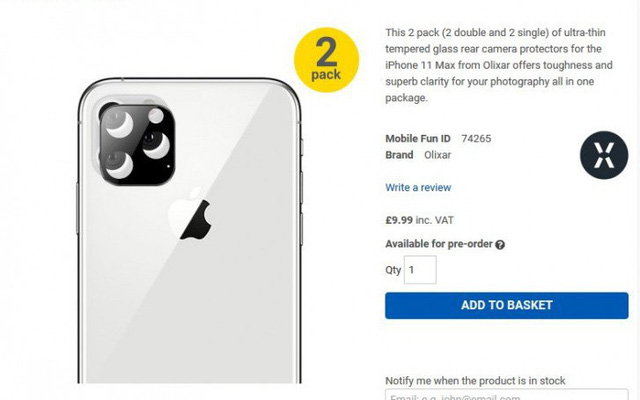 2
pack
This 2 pack (2 double and 2 single) of ultra-thin
tempered glass rear camera protectors for the
iPhone 11 Max from Olixar offers toughness and
superb clarity for your photography all in one
package.
Mobile Fun ID 74265
Brand Olixar
X
Write a review
£9.99 inc. VAT
Available for pre-order ?
Qty 1
ADD TO BASKET
Notify me when the product is in stock
Email: e.g. john@email.com